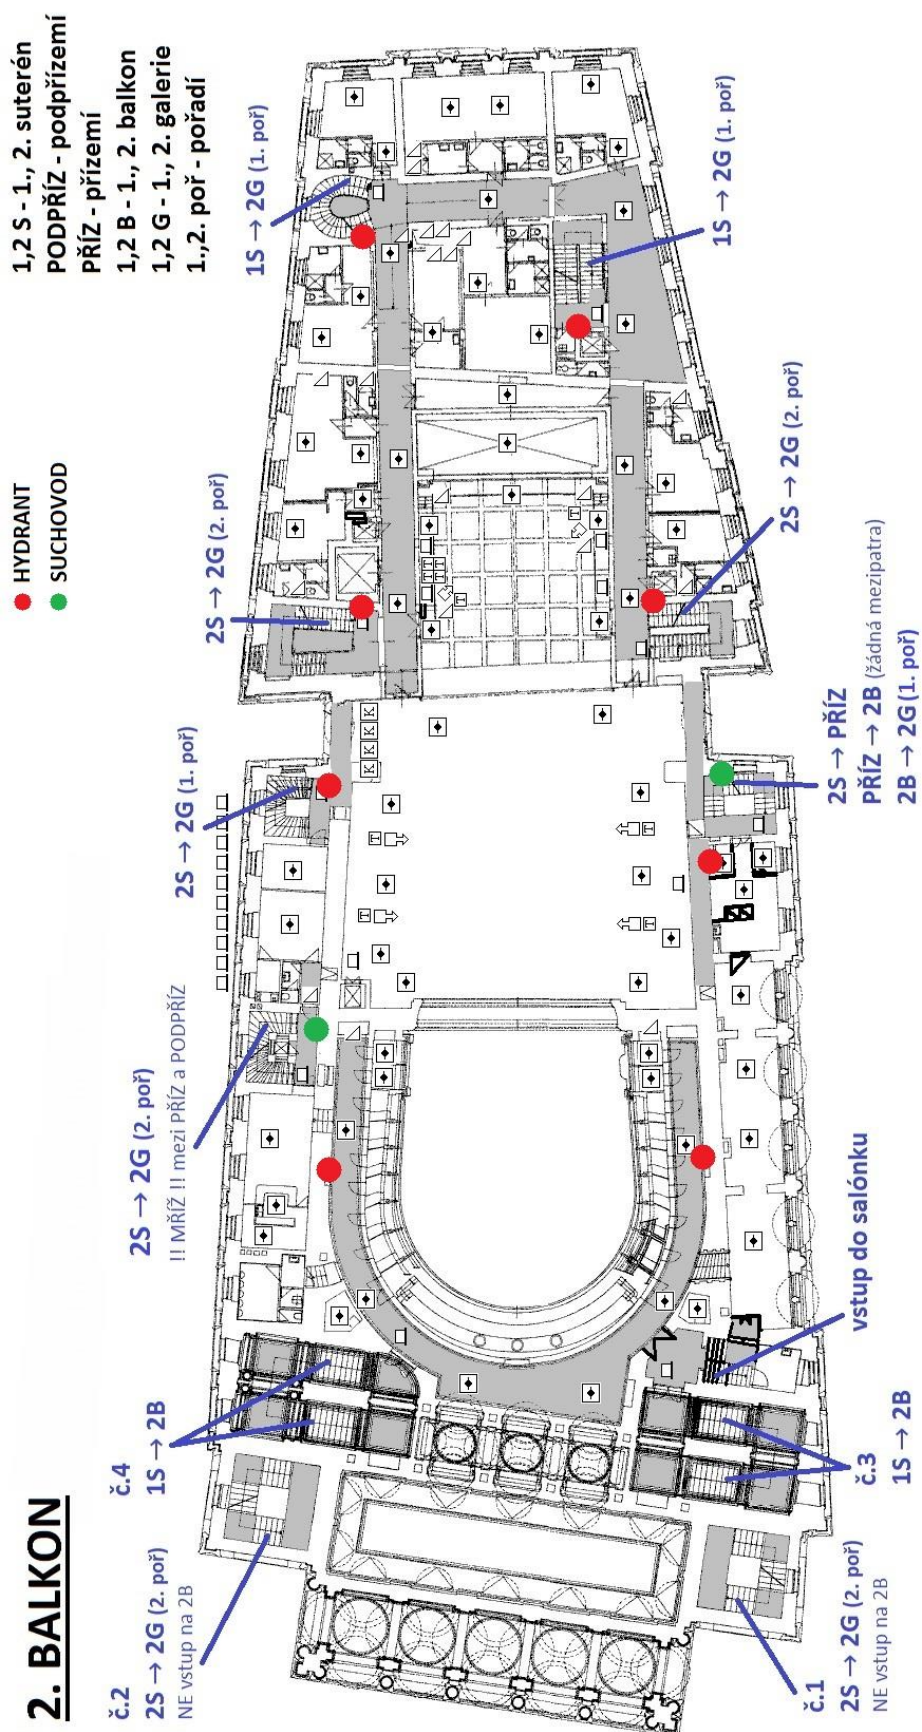 2. BALKON
HYDRANT
SUCHOVOD
1,2 S - 1., 2. suterén
PODPŘÍZ - podpřízemí
PŘÍZ - přízemí
1,2 B - 1., 2. balkon
1,2 G - 1., 2. galerie
1.,2. poř - pořadí
č.2
2S → 2G (2. poř)
NE vstup na 2B
č.4
1S → 2B
2S → 2G (2. poř)
!! MŘÍŽ !! mezi PŘÍZ a PODPŘÍZ
2S → 2G (1. poř)
2S → 2G (2. poř)
1S → 2G (1. poř)
K K K K
T
T
T
T
T
T
T
č.1
2S → 2G (2. poř)
NE vstup na 2B
č.3
1S → 2B
vstup do salónku
2S → PŘÍZ
PŘÍZ → 2B (žádná mezipatra)
2B → 2G (1. poř)
2S → 2G (2. poř)
1S → 2G (1. poř)